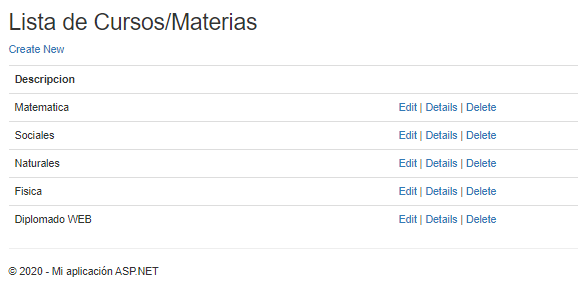 Lista de Cursos/Materias
Create New
Descripcion
Matematica Edit | Details | Delete
Sociales Edit | Details | Delete
Naturales Edit | Details | Delete
Fisica Edit | Details | Delete
Diplomado WEB Edit | Details | Delete
© 2020 - Mi aplicación ASP.NET